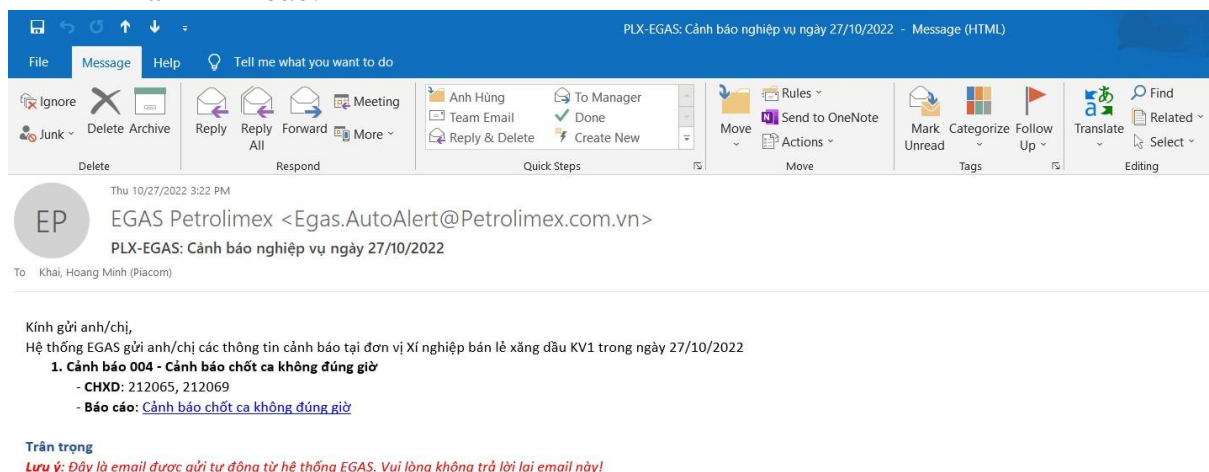 PLX-EGAS: Cảnh báo nghiệp vụ ngày 27/10/2022 - Message (HTML)
File Message Help Tell me what you want to do
Ignore
Junk
Delete Archive
Delete
Reply Reply All Forward
Meeting
More
Respond
Anh Hùng To Manager
Team Email Done
Reply & Delete Create New
Quick Steps
Move
Rules
Send to OneNote
Actions
Move
Mark Unread Categorize Follow Up
Tags
Translate
Find
Related
Select
Editing
Thu 10/27/2022 3:22 PM
EP
EGAS Petrolimex <Egas.AutoAlert@Petrolimex.com.vn>
PLX-EGAS: Cảnh báo nghiệp vụ ngày 27/10/2022
To Khai, Hoang Minh (Piacom)
Kính gửi anh/chị,
Hệ thống EGAS gửi anh/chị các thông tin cảnh báo tại đơn vị Xí nghiệp bán lẻ xăng dầu KV1 trong ngày 27/10/2022
1. Cảnh báo 004 - Cảnh báo chốt ca không đúng giờ
- CHXD: 212065, 212069
- Báo cáo: Cảnh báo chốt ca không đúng giờ
Trân trọng
Lưu ý: Đây là email được gửi tự động từ hệ thống EGAS. Vui lòng không trả lời lại email này!